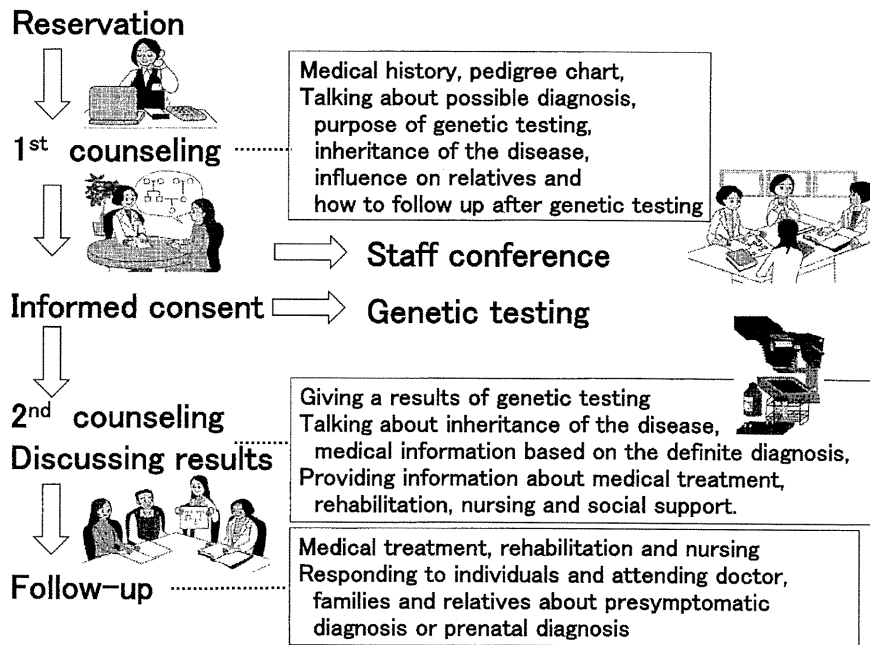 Reservation
Medical history, pedigree chart,
Talking about possible diagnosis,
purpose of genetic testing,
inheritance of the disease,
influence on relatives and
how to follow up after genetic testing
1st counseling
Staff conference
Informed consent
Genetic testing
2nd counseling
Discussing results
Giving a results of genetic testing
Talking about inheritance of the disease,
medical information based on the definite diagnosis,
Providing information about medical treatment,
rehabilitation, nursing and social support.
Follow-up
Medical treatment, rehabilitation and nursing
Responding to individuals and attending doctor,
families and relatives about presymptomatic
diagnosis or prenatal diagnosis